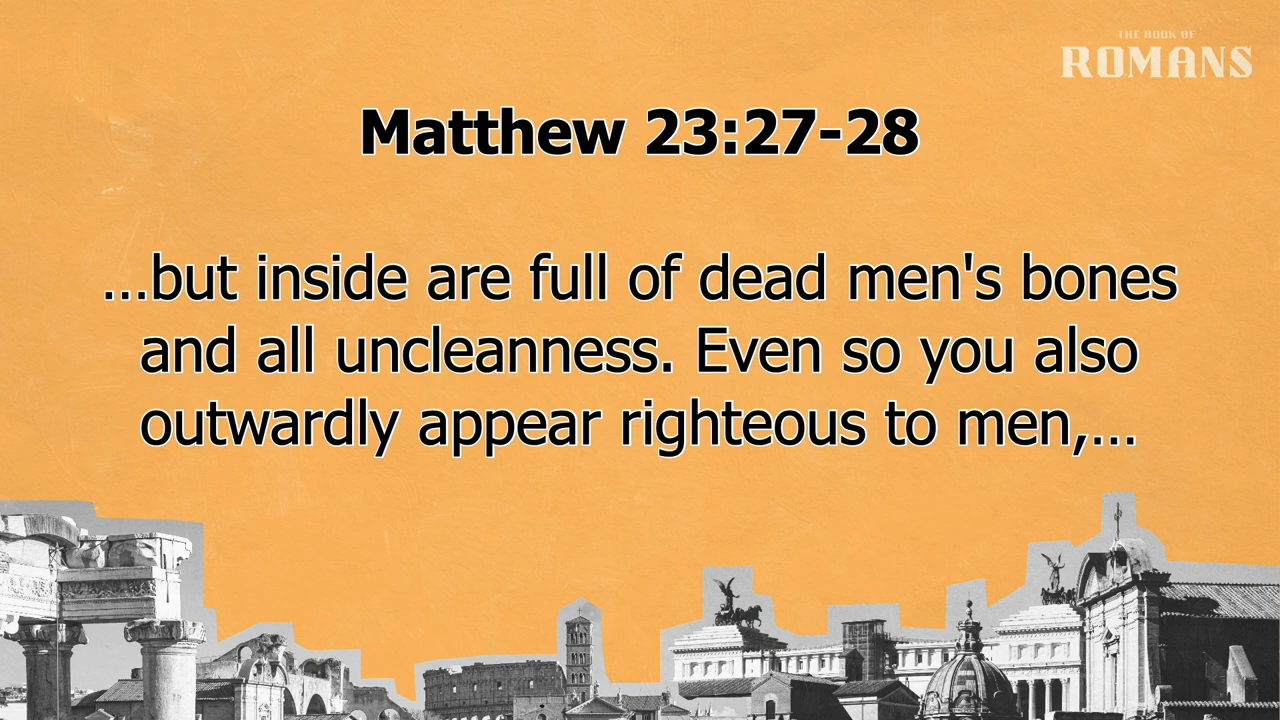 THE BOOK OF
ROMANS
Matthew 23:27-28
...but inside are full of dead men's bones
and all uncleanness. Even so you also
outwardly appear righteous to men,...